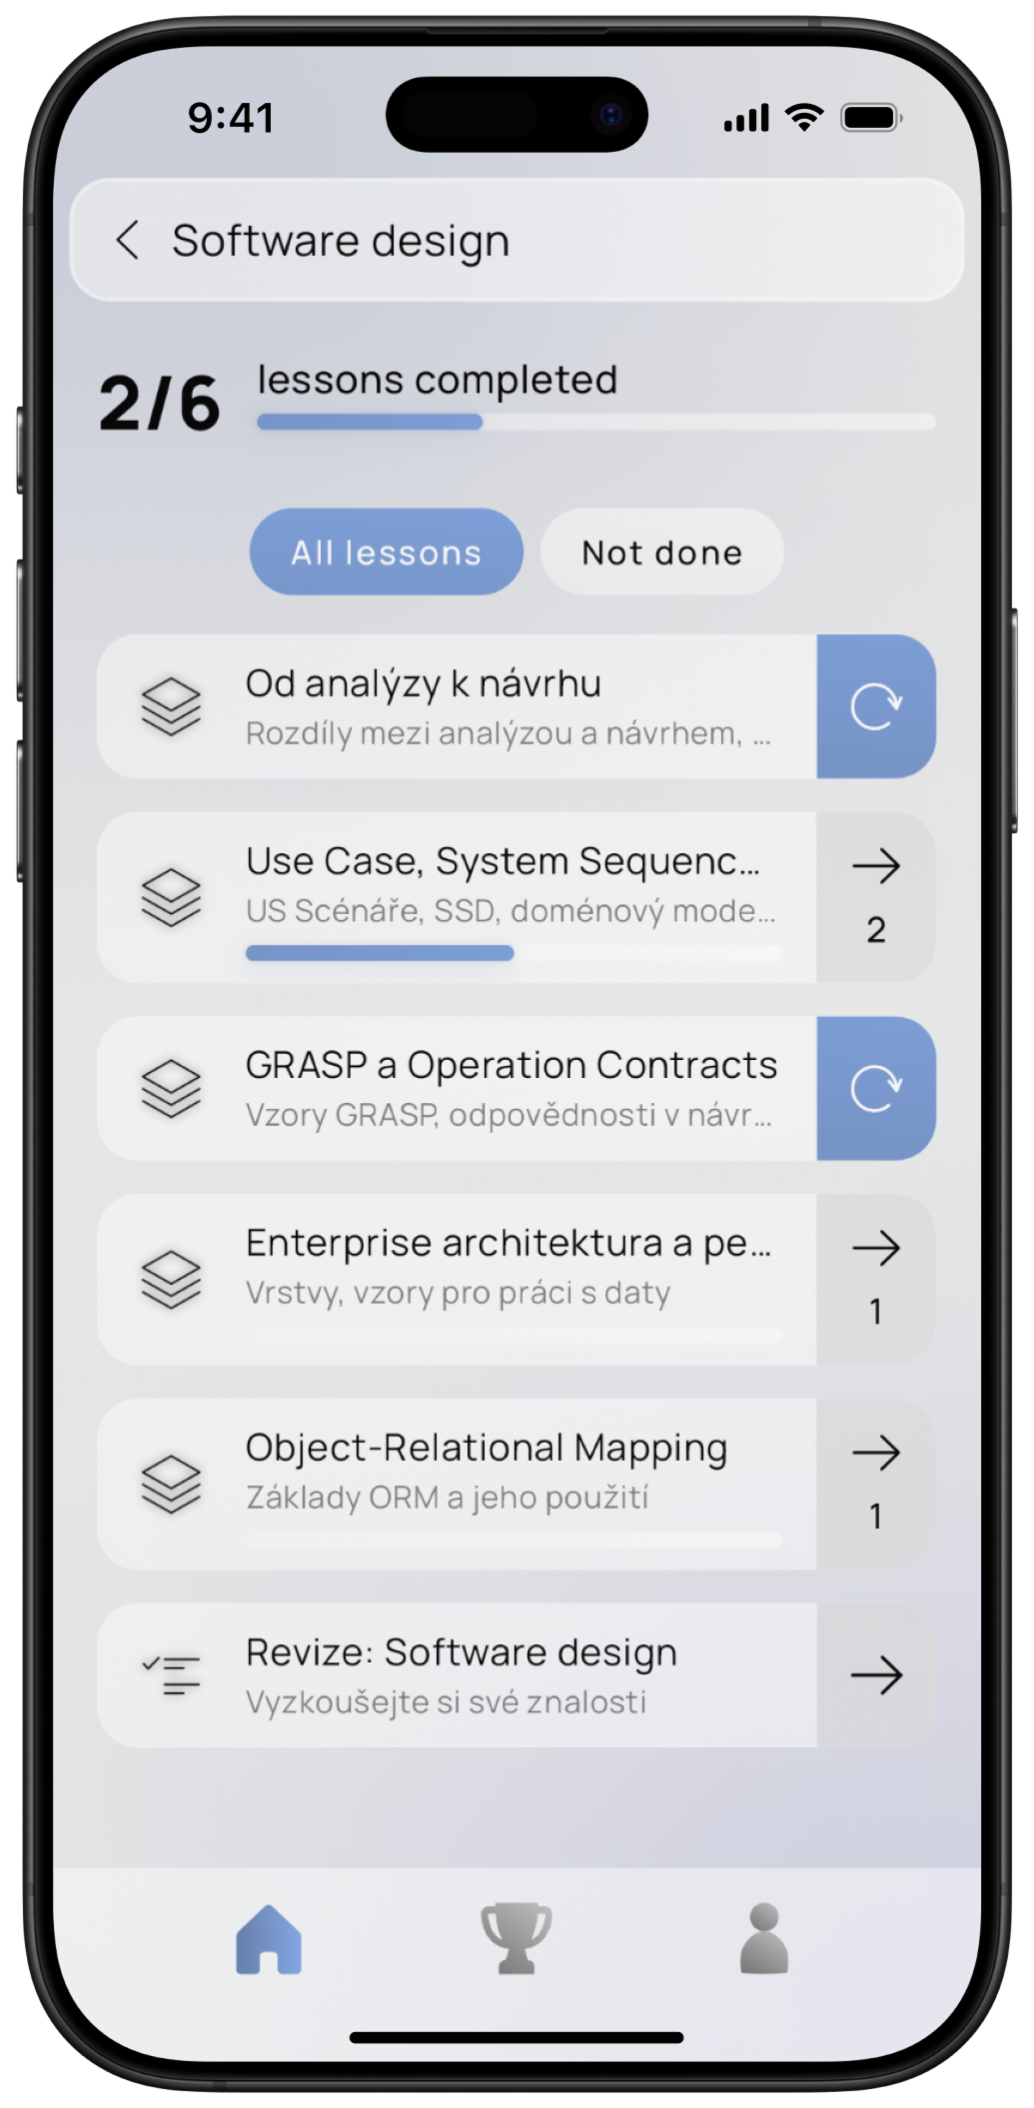 9:41
Software design
2/6
lessons completed
All lessons
Not done
Od analýzy k návrhu
Rozdíly mezi analýzou a návrhem, ...
Use Case, System Sequenc...
US Scénáře, SSD, doménový mode...
2
GRASP a Operation Contracts
Vzory GRASP, odpovědnosti v návr...
Enterprise architektura a pe...
Vrstvy, vzory pro práci s daty
1
Object-Relational Mapping
Základy ORM a jeho použití
1
Revize: Software design
Vyzkoušejte si své znalosti